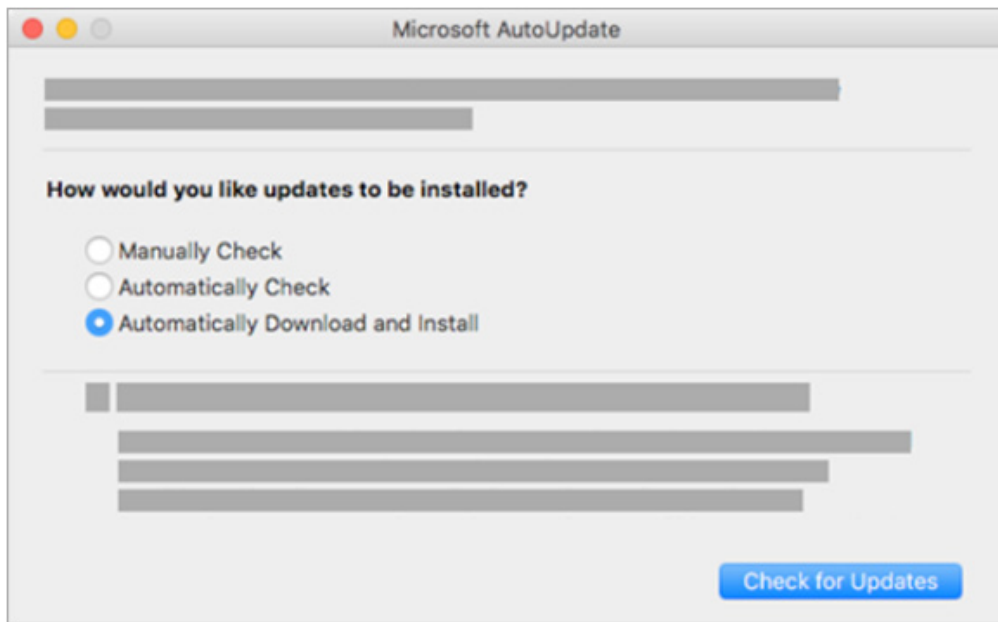 Microsoft AutoUpdate
How would you like updates to be installed?
Manually Check
Automatically Check
Automatically Download and Install
Check for Updates